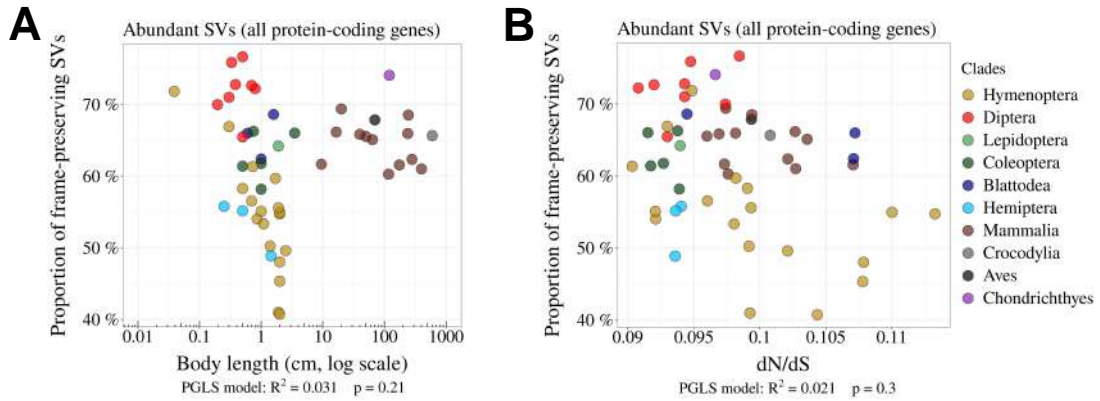 A
Abundant SVs (all protein-coding genes)
Proportion of frame-preserving SVs
70 %
60 %
50 %
40 %
0.01
0.1
1
10
100
1000
Body length (cm, log scale)
PGLS model: R² = 0.031 p = 0.21
B
Abundant SVs (all protein-coding genes)
Proportion of frame-preserving SVs
70 %
60 %
50 %
40 %
0.09
0.095
0.1
0.105
0.11
dN/dS
PGLS model: R² = 0.021 p = 0.3
Clades
Hymenoptera
Diptera
Lepidoptera
Coleoptera
Blattodea
Hemiptera
Mammalia
Crocodylia
Aves
Chondrichthyes